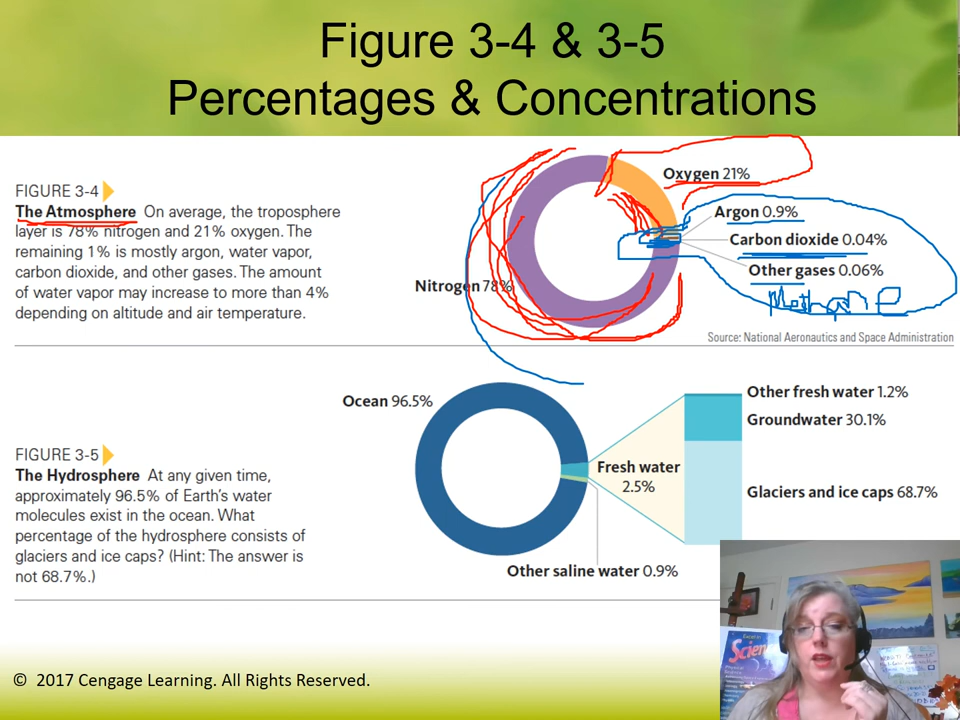 Figure 3-4 & 3-5
Percentages & Concentrations
FIGURE 3-4
The Atmosphere On average, the troposphere
layer is 78% nitrogen and 21% oxygen. The
remaining 1% is mostly argon, water vapor,
carbon dioxide, and other gases. The amount
of water vapor may increase to more than 4%
depending on altitude and air temperature.
Oxygen 21%
Argon 0.9%
Carbon dioxide 0.04%
Other gases 0.06%
Methane
Nitrogen 78%
Source: National Aeronautics and Space Administration
FIGURE 3-5
The Hydrosphere At any given time,
approximately 96.5% of Earth's water
molecules exist in the ocean. What
percentage of the hydrosphere consists of
glaciers and ice caps? (Hint: The answer is
not 68.7%.)
Ocean 96.5%
Fresh water
2.5%
Other saline water 0.9%
Other fresh water 1.2%
Groundwater 30.1%
Glaciers and ice caps 68.7%
© 2017 Cengage Learning. All Rights Reserved.